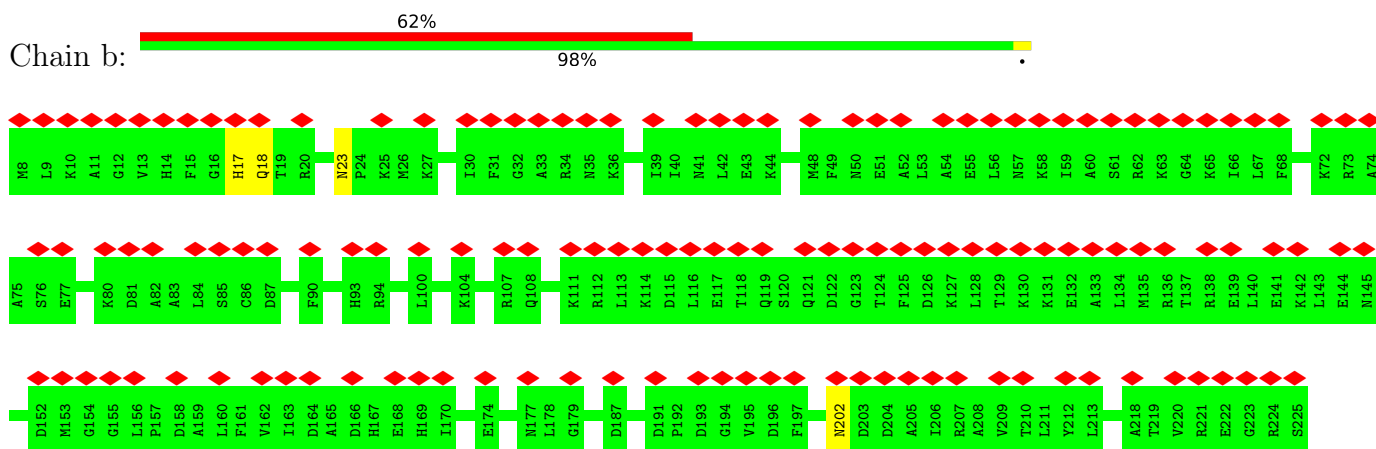 62%
Chain b:
98%
.
M8 L9 K10 A11 G12 V13 H14 F15 G16 H17 Q18 T19 R20 N23 P24 K25 M26 K27 I30 F31 G32 A33 R34 N35 K36 I39 I40 N41 L42 E43 K44 M48 F49 N50 E51 A52 L53 A54 E55 L56 N57 K58 I59 A60 S61 R62 K63 G64 K65 I66 L67 F68 K72 R73 A74
A75 S76 E77 K80 D81 A82 A83 L84 S85 C86 D87 F90 H93 R94 L100 K104 R107 Q108 K111 R112 L113 K114 D115 L116 E117 T118 Q119 S120 Q121 D122 G123 T124 F125 D126 K127 L128 T129 K130 K131 E132 A133 L134 M135 R136 T137 R138 E139 L140 E141 K142 L143 E144 N145
D152 M153 G154 G155 L156 P157 D158 A159 L160 F161 V162 I163 D164 A165 D166 H167 E168 H169 I170 E174 N177 L178 G179 D187 D191 P192 D193 G194 V195 D196 F197 N202 D203 D204 A205 I206 R207 A208 V209 T210 L211 Y212 L213 A218 T219 V220 R221 E222 G223 R224 S225